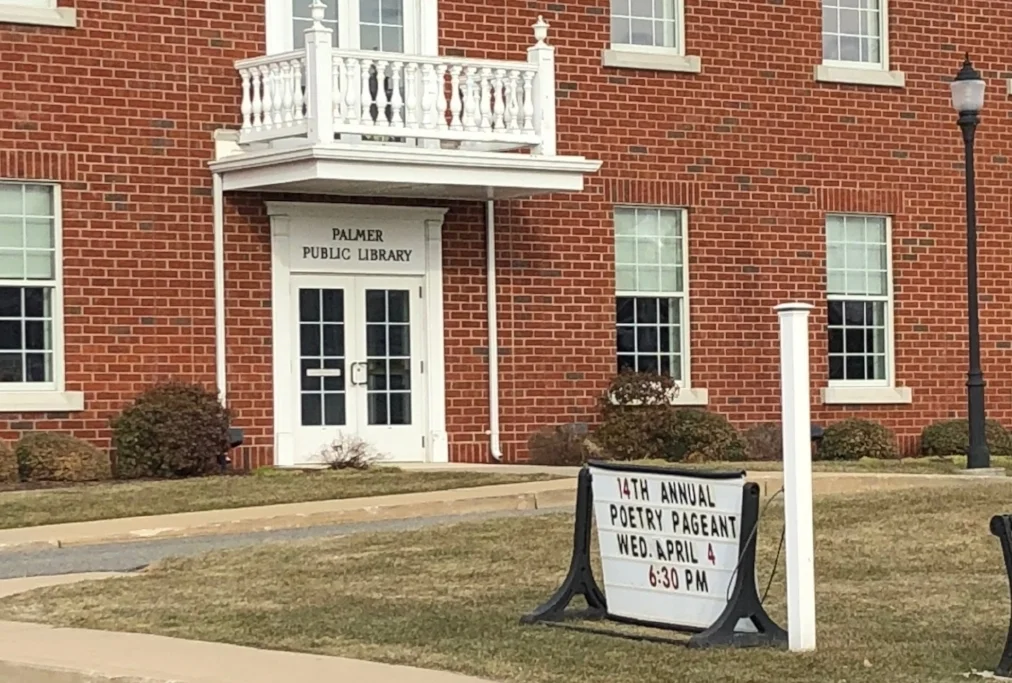 PALMER
PUBLIC LIBRARY
14TH ANNUAL
POETRY PAGEANT
WED. APRIL 4
6:30 PM